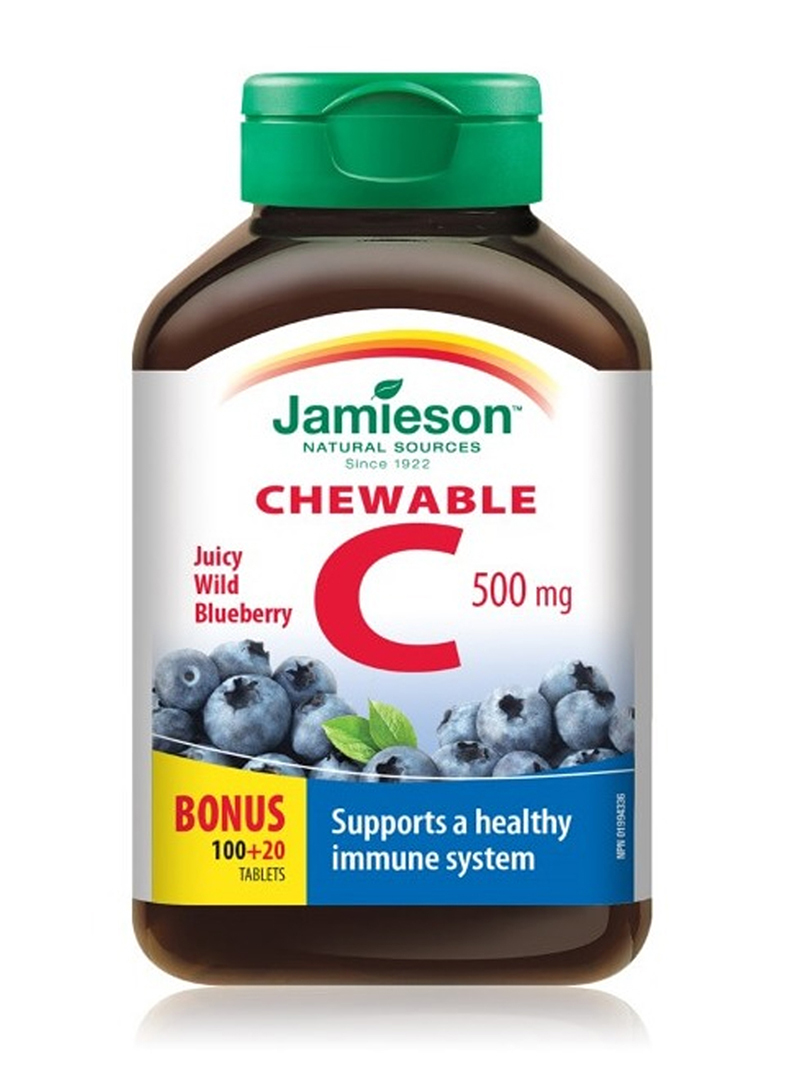 Jamieson™
NATURAL SOURCES
Since 1922
CHEWABLE
C
Juicy
Wild
Blueberry
500 mg
BONUS
100+20
TABLETS
Supports a healthy
immune system
NPN 01994336